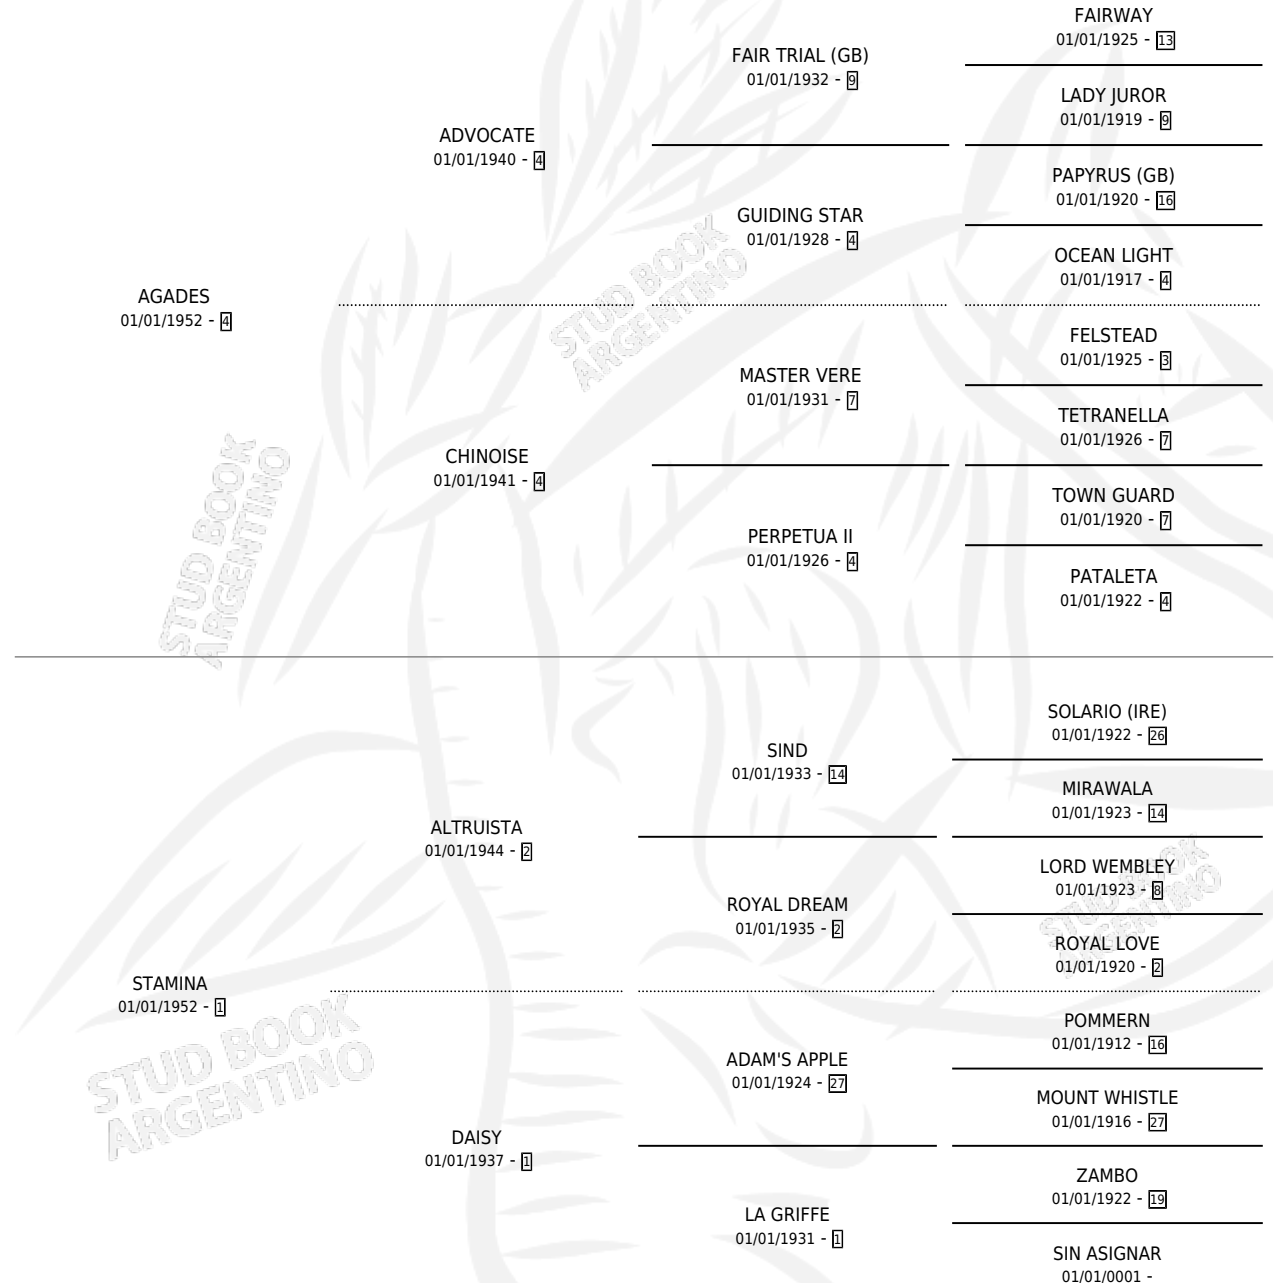 FAIRWAY
01/01/1925 - 13
FAIR TRIAL (GB)
01/01/1932 - 9
LADY JUROR
01/01/1919 - 9
ADVOCATE
01/01/1940 - 4
PAPYRUS (GB)
01/01/1920 - 16
GUIDING STAR
01/01/1928 - 4
OCEAN LIGHT
01/01/1917 - 4
AGADES
01/01/1952 - 4
FELSTEAD
01/01/1925 - 3
MASTER VERE
01/01/1931 - 7
TETRANELLA
01/01/1926 - 7
CHINOISE
01/01/1941 - 4
TOWN GUARD
01/01/1920 - 7
PERPETUA II
01/01/1926 - 4
PATALETA
01/01/1922 - 4
STUD BOOK
ARGENTINO
STUD BOOK
ARGENTINO
SOLARIO (IRE)
01/01/1922 - 26
SIND
01/01/1933 - 14
MIRAWALA
01/01/1923 - 14
ALTRUISTA
01/01/1944 - 2
LORD WEMBLEY
01/01/1923 - 8
ROYAL DREAM
01/01/1935 - 2
ROYAL LOVE
01/01/1920 - 2
STAMINA
01/01/1952 - 1
POMMERN
01/01/1912 - 16
ADAM'S APPLE
01/01/1924 - 27
MOUNT WHISTLE
01/01/1916 - 27
DAISY
01/01/1937 - 1
ZAMBO
01/01/1922 - 19
LA GRIFFE
01/01/1931 - 1
SIN ASIGNAR
01/01/0001 -
STUD BOOK
ARGENTINO
STUD BOOK
ARGENTINO